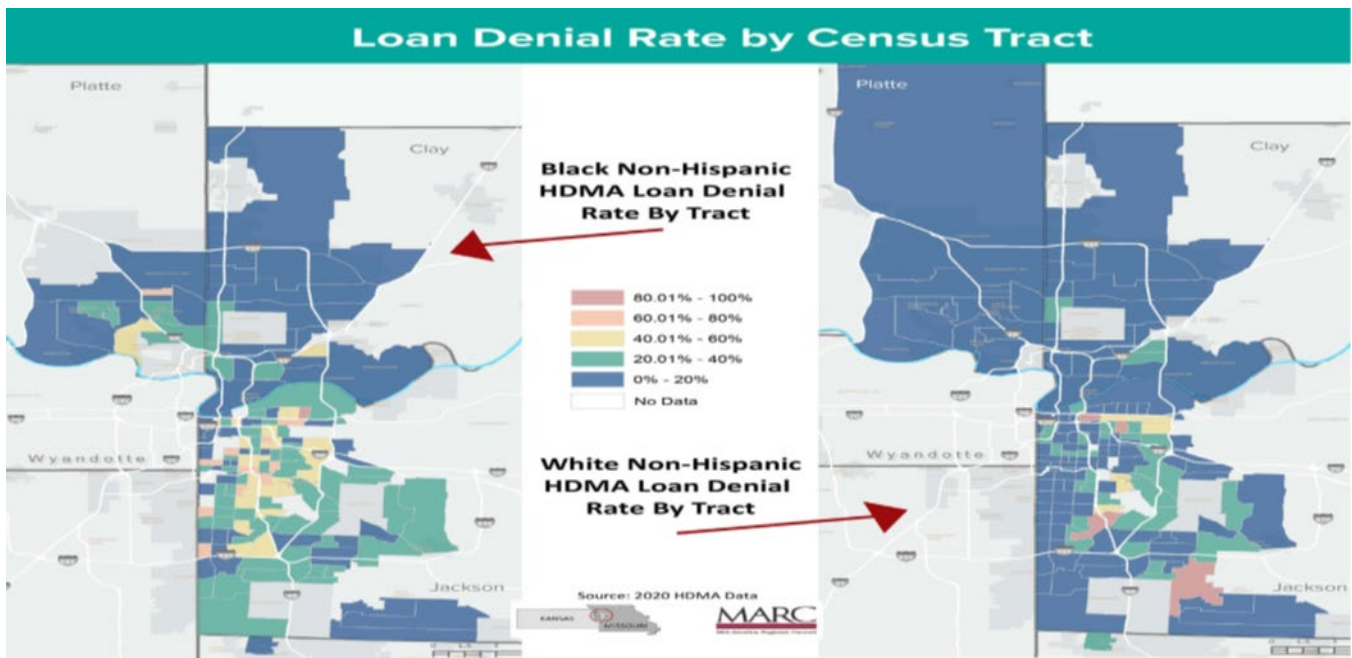 Loan Denial Rate by Census Tract
Platte
Clay
Wyandotte
Jackson
Black Non-Hispanic
HDMA Loan Denial
Rate By Tract
80.01% - 100%
60.01% - 80%
40.01% - 60%
20.01% - 40%
0% - 20%
No Data
White Non-Hispanic
HDMA Loan Denial
Rate By Tract
Source: 2020 HDMA Data
KANSAS
MISSOURI
MARC
Platte
Clay
Wyandotte
Jackson